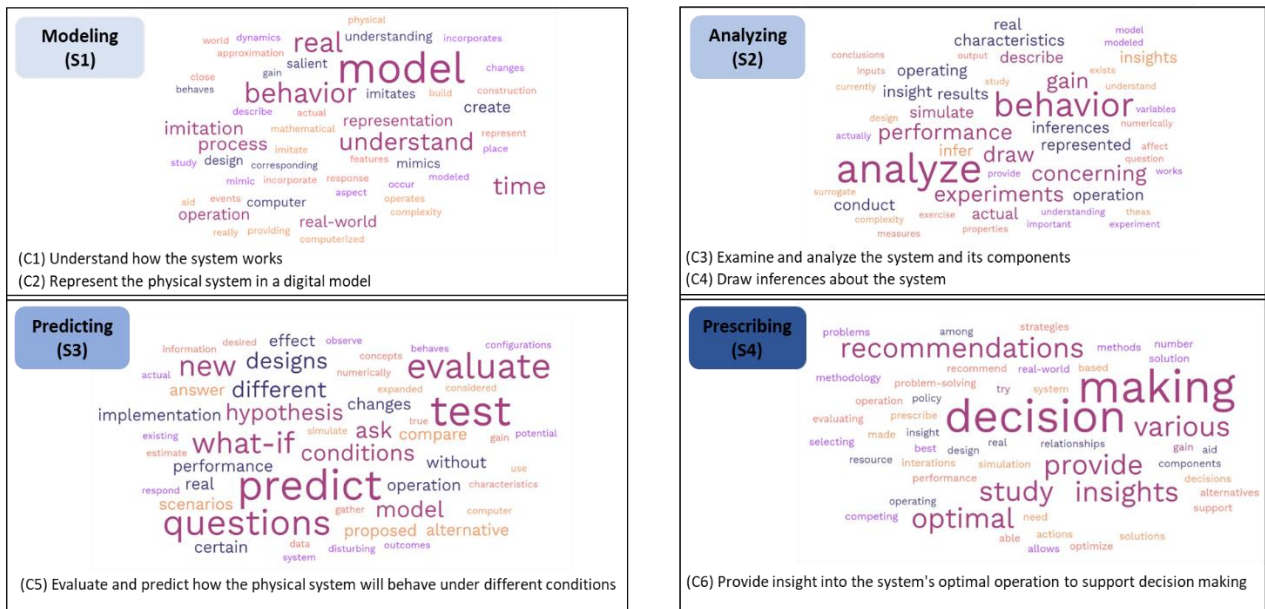 Modeling
(S1)
physical
world dynamics real understanding incorporates
approximation
salient
close gain model changes
behaves behavior imitates build construction
create
describe actual
imitation representation
process mathematical understand represent
imitate features place
study design corresponding mimics
mimic incorporate response occur modeled time
aspect
aid events computer operates
operation complexity
really providing real-world
computerized
(C1) Understand how the system works
(C2) Represent the physical system in a digital model
Analyzing
(S2)
real model
characteristics modeled
conclusions output describe insights
inputs operating exists
currently study gain understand
insight results behavior variables
design simulate
actually performance inferences numerically
infer draw represented affect
question
analyze provide concerning works
surrogate experiments operation
conduct
complexity exercise actual understanding theas
measures properties important experiment
(C3) Examine and analyze the system and its components
(C4) Draw inferences about the system
Predicting
(S3)
information desired effect observe behaves configurations
actual new designs concepts evaluate
numerically
answer different expanded considered
implementation hypothesis changes true test
existing simulate ask compare gain potential
estimate what-if conditions without
performance use
respond real predict operation characteristics
scenarios gather model computer
questions proposed alternative
certain data disturbing outcomes
system
(C5) Evaluate and predict how the physical system will behave under different conditions
Prescribing
(S4)
problems among strategies
recommendations methods number
solution
methodology recommend real-world based
problem-solving try system making
operation policy
evaluating prescribe decision various
made insight
selecting best design real relationships gain aid
resource interations simulation provide components
performance decisions
operating study insights alternatives
competing optimal need support
able actions solutions
allows optimize
(C6) Provide insight into the system's optimal operation to support decision making